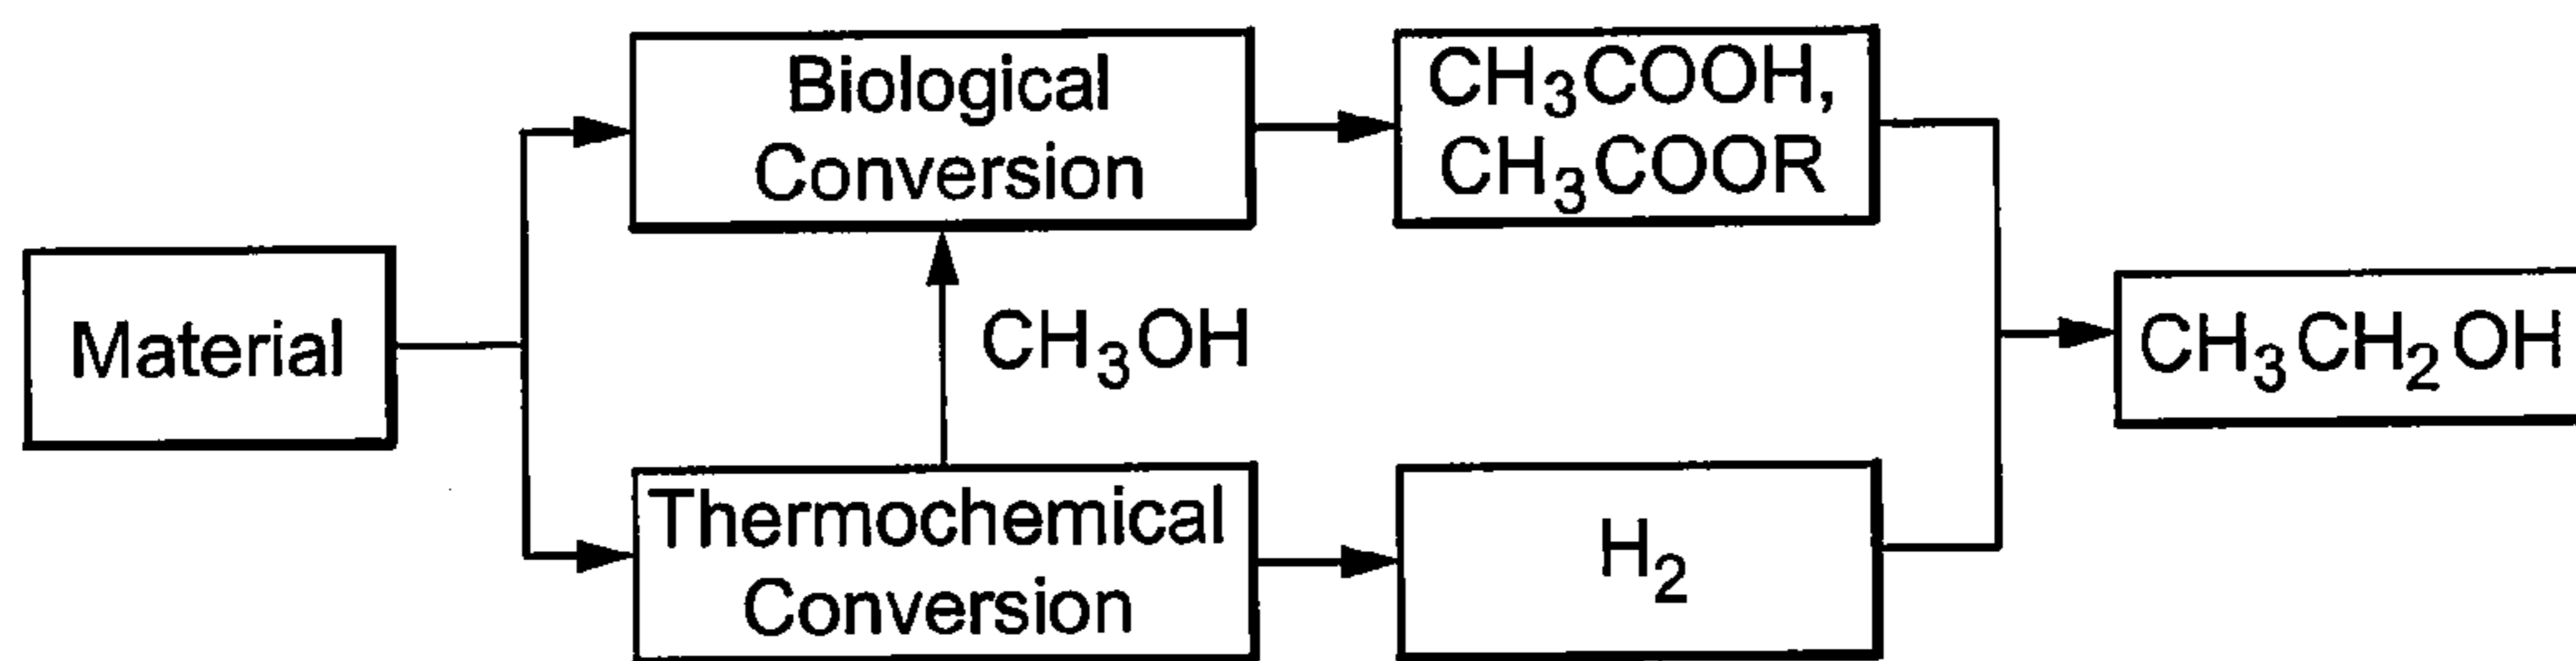 Biological
Conversion
CH₃COOH,
CH₃COOR
Material
CH₃OH
CH₃CH₂OH
Thermochemical
Conversion
H₂